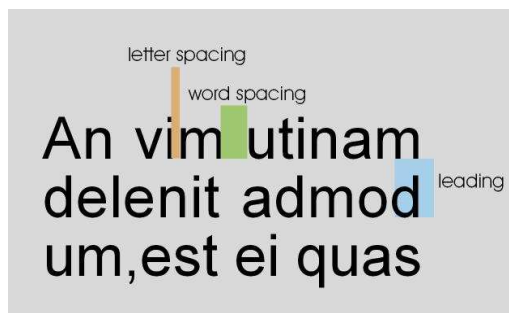 letter spacing
word spacing
An vim utinam
delenit admod
leading
um,est ei quas